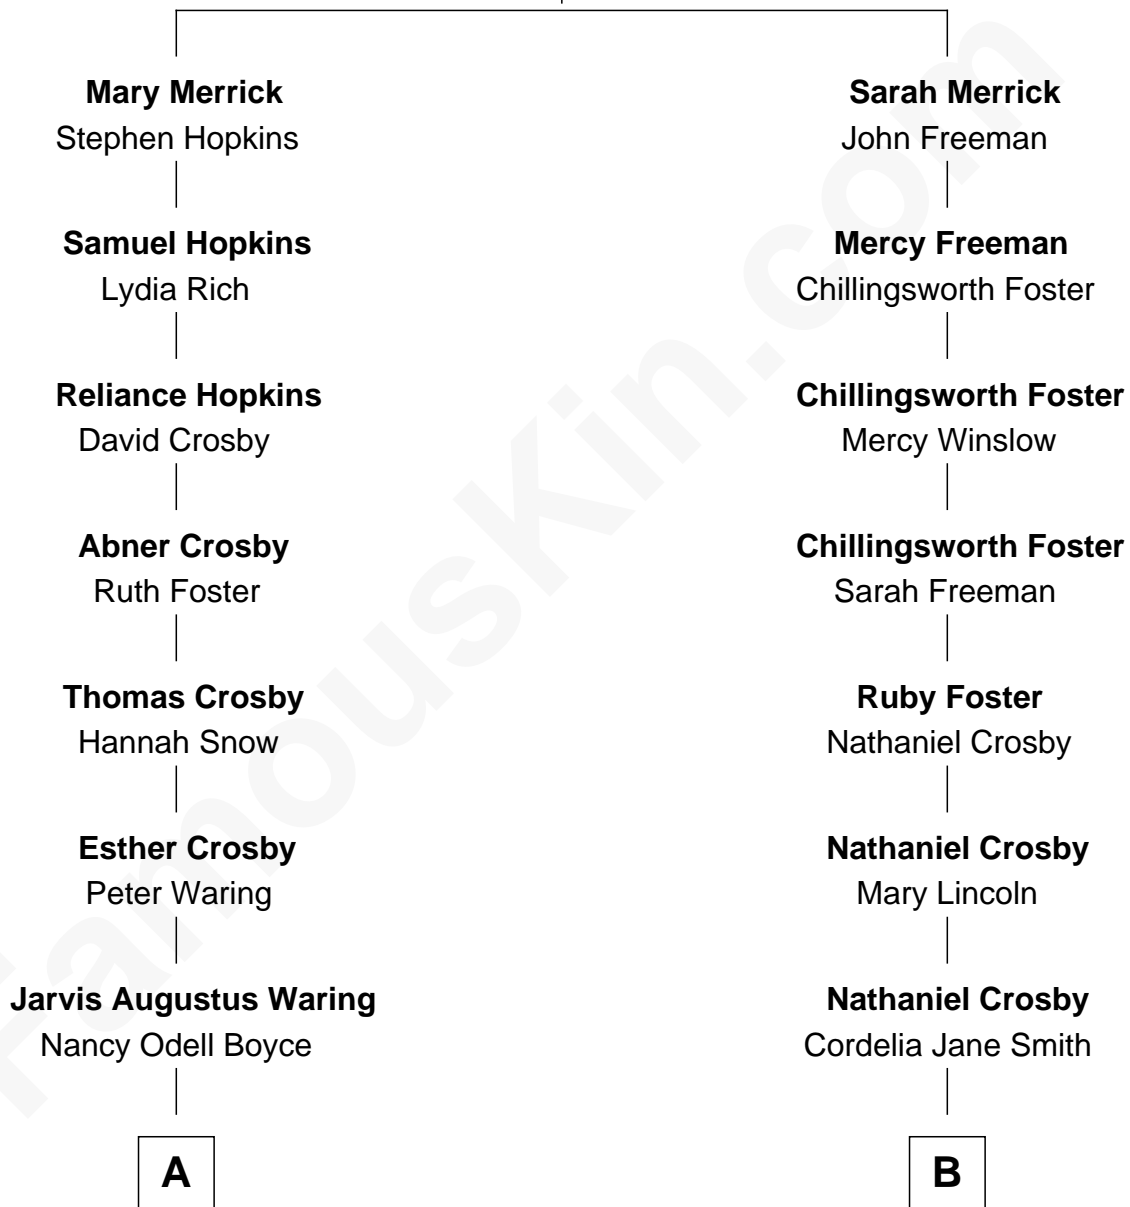 Mary Merrick
Stephen Hopkins
Sarah Merrick
John Freeman
Samuel Hopkins
Lydia Rich
Mercy Freeman
Chillingsworth Foster
Reliance Hopkins
David Crosby
Chillingsworth Foster
Mercy Winslow
Abner Crosby
Ruth Foster
Chillingsworth Foster
Sarah Freeman
Thomas Crosby
Hannah Snow
Ruby Foster
Nathaniel Crosby
Esther Crosby
Peter Waring
Nathaniel Crosby
Mary Lincoln
Jarvis Augustus Waring
Nancy Odell Boyce
Nathaniel Crosby
Cordelia Jane Smith
A
B
FamousKin.com